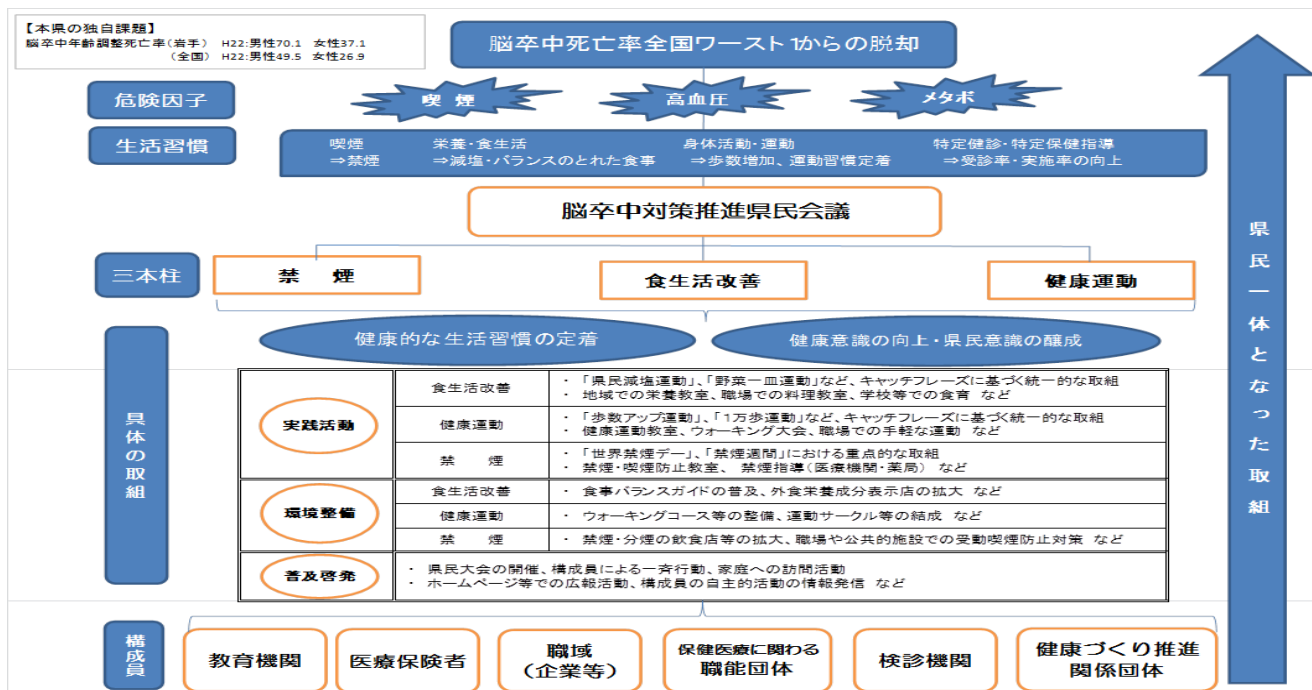 【本県の独自課題】
脳卒中年齢調整死亡率(岩手) H22:男性70.1 女性37.1
(全国) H22:男性49.5 女性26.9
脳卒中死亡率全国ワースト1からの脱却
危険因子
喫煙
高血圧
メタボ
生活習慣
喫煙 栄養・食生活 身体活動・運動 特定健診・特定保健指導
⇒禁煙 ⇒減塩・バランスのとれた食事 ⇒歩数増加、運動習慣定着 ⇒受診率・実施率の向上
脳卒中対策推進県民会議
三本柱
禁煙
食生活改善
健康運動
健康的な生活習慣の定着
健康意識の向上・県民意識の醸成
具体の取組
実践活動
食生活改善
・「県民減塩運動」、「野菜一皿運動」など、キャッチフレーズに基づく統一的な取組
・地域での栄養教室、職場での料理教室、学校等での食育 など
健康運動
・「歩数アップ運動」、「1万歩運動」など、キャッチフレーズに基づく統一的な取組
・健康運動教室、ウォーキング大会、職場での手軽な運動 など
禁煙
・「世界禁煙デー」、「禁煙週間」における重点的な取組
・禁煙・喫煙防止教室、禁煙指導(医療機関・薬局) など
環境整備
食生活改善
・食事バランスガイドの普及、外食栄養成分表示店の拡大 など
健康運動
・ウォーキングコース等の整備、運動サークル等の結成 など
禁煙
・禁煙・分煙の飲食店等の拡大、職場や公共的施設での受動喫煙防止対策 など
普及啓発
・県民大会の開催、構成員による一斉行動、家庭への訪問活動
・ホームページ等での広報活動、構成員の自主的活動の情報発信 など
構成員
教育機関
医療保険者
職域
(企業等)
保健医療に関わる
職能団体
検診機関
健康づくり推進
関係団体
県民一体となった取組